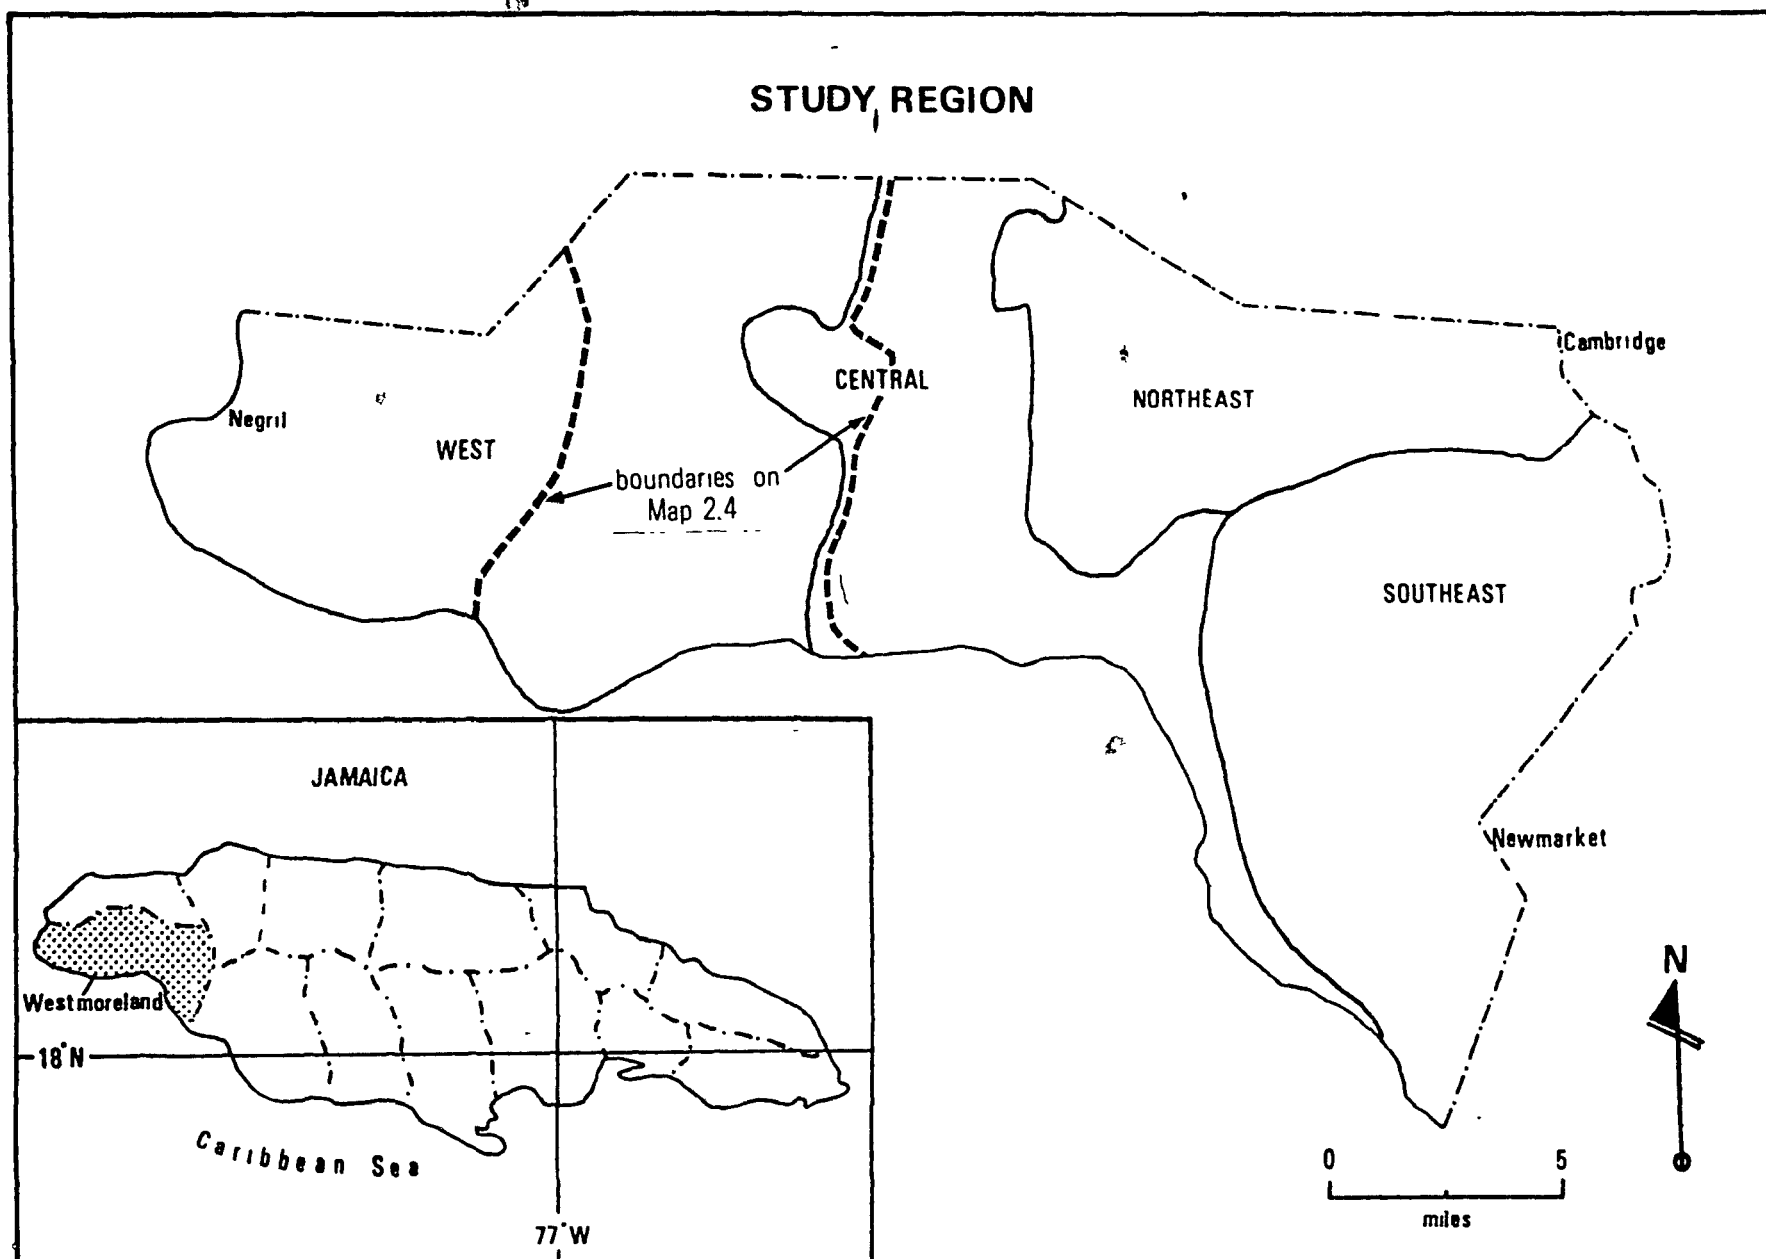 STUDY REGION
Cambridge
CENTRAL
NORTHEAST
Negril
WEST
boundaries on
Map 2.4
SOUTHEAST
JAMAICA
Newmarket
N
Westmoreland
18°N
Caribbean Sea
0 5
miles
77°W